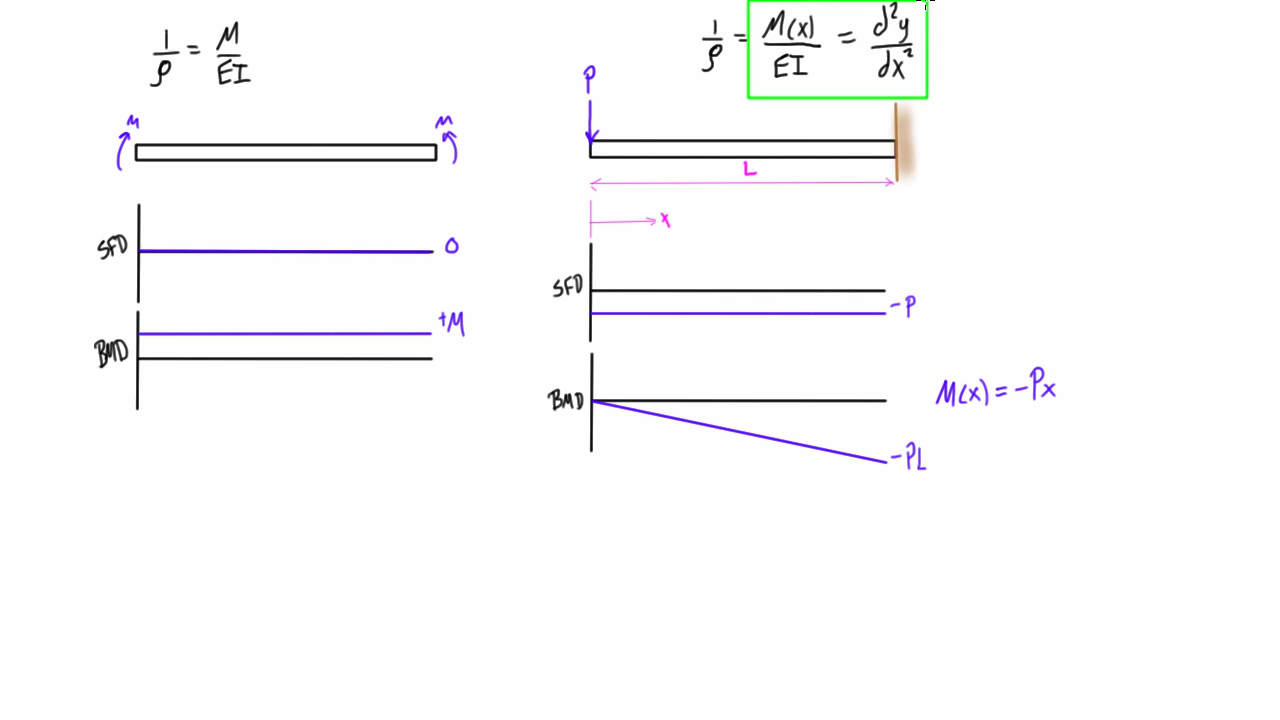 1/ρ = M/EI
M M
SFD 0
+M
BMD
1/ρ = M(x)/EI = d²y/dx²
P
L
x
SFD
-P
BMD
M(x) = -Px
-PL